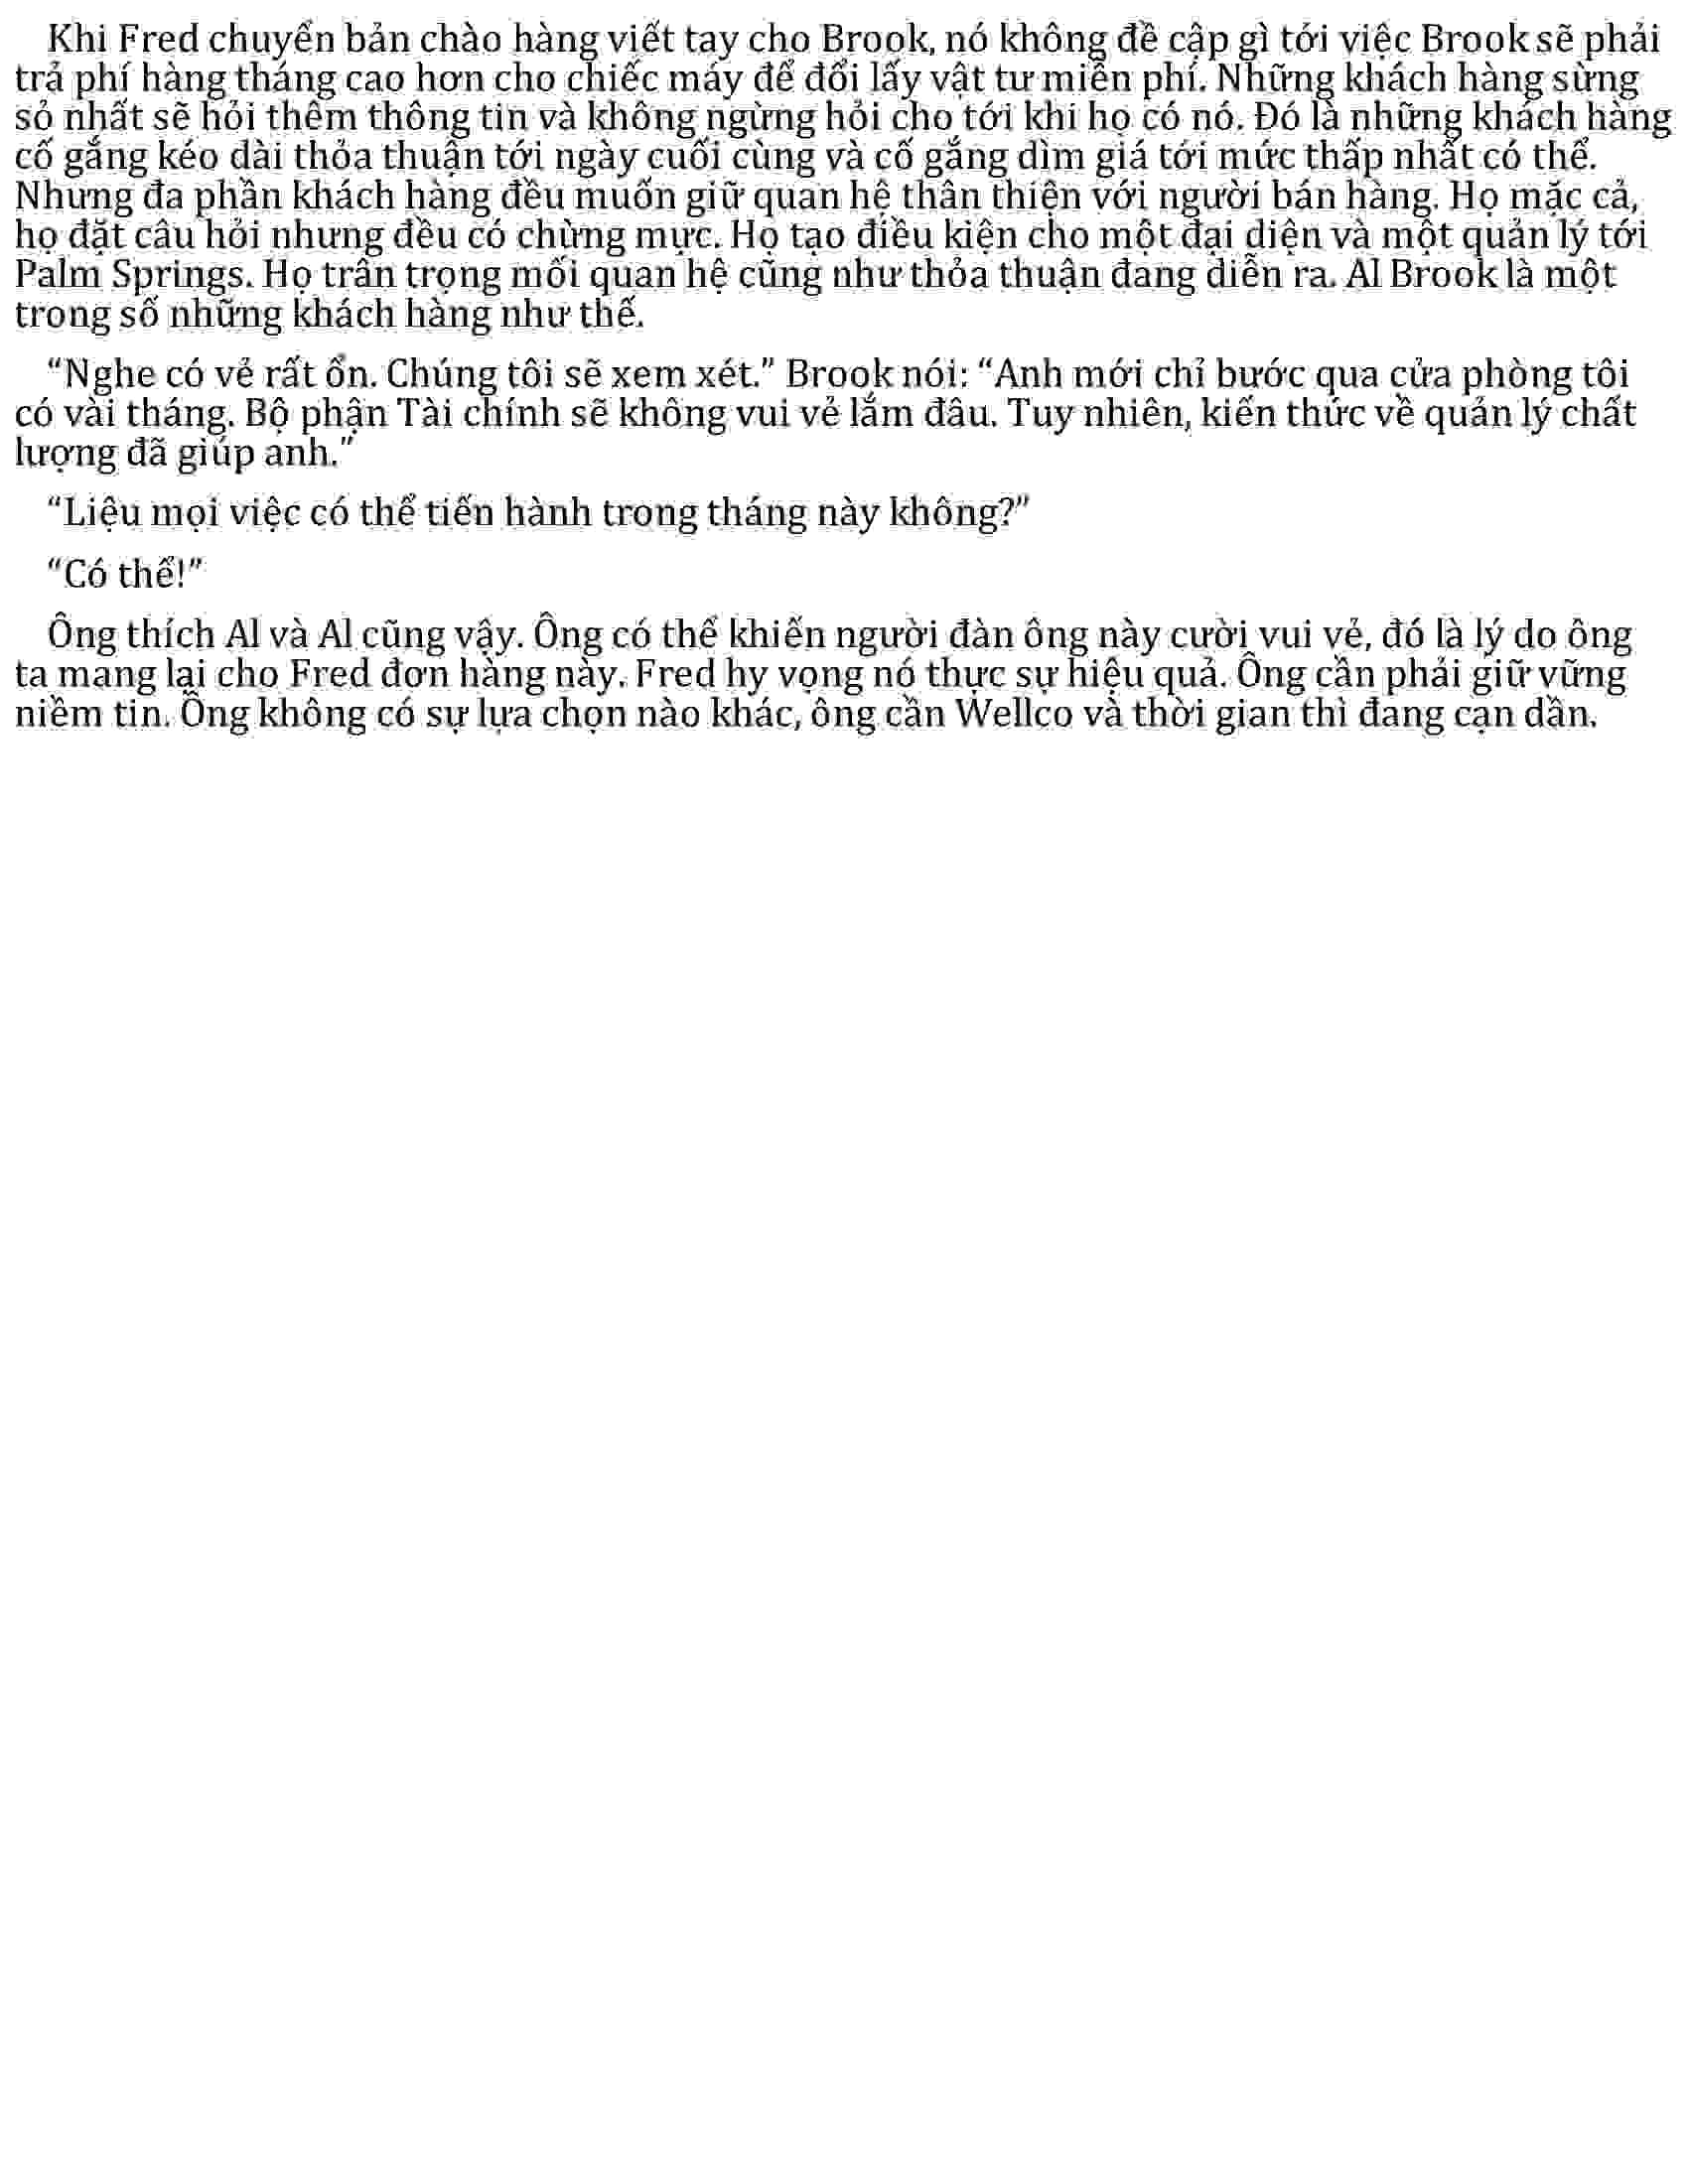 Khi Fred chuyển bản chào hàng viết tay cho Brook, nó không đề cập gì tới việc Brook sẽ phải
trả phí hàng tháng cao hơn cho chiếc máy để đổi lấy vật tư miễn phí. Những khách hàng sừng
sỏ nhất sẽ hỏi thêm thông tin và không ngừng hỏi cho tới khi họ có nó. Đó là những khách hàng
cố gắng kéo dài thỏa thuận tới ngày cuối cùng và cố gắng dìm giá tới mức thấp nhất có thể.
Nhưng đa phần khách hàng đều muốn giữ quan hệ thân thiện với người bán hàng. Họ mặc cả,
họ đặt câu hỏi nhưng đều có chừng mực. Họ tạo điều kiện cho một đại diện và một quản lý tới
Palm Springs. Họ trân trọng mối quan hệ cũng như thỏa thuận đang diễn ra. Al Brook là một
trong số những khách hàng như thế.
“Nghe có vẻ rất ổn. Chúng tôi sẽ xem xét.” Brook nói: “Anh mới chỉ bước qua cửa phòng tôi
có vài tháng. Bộ phận Tài chính sẽ không vui vẻ lắm đâu. Tuy nhiên, kiến thức về quản lý chất
lượng đã giúp anh.”
“Liệu mọi việc có thể tiến hành trong tháng này không?”
“Có thể!”
Ông thích Al và Al cũng vậy. Ông có thể khiến người đàn ông này cười vui vẻ, đó là lý do ông
ta mang lại cho Fred đơn hàng này. Fred hy vọng nó thực sự hiệu quả. Ông cần phải giữ vững
niềm tin. Ông không có sự lựa chọn nào khác, ông cần Wellco và thời gian thì đang cạn dần.